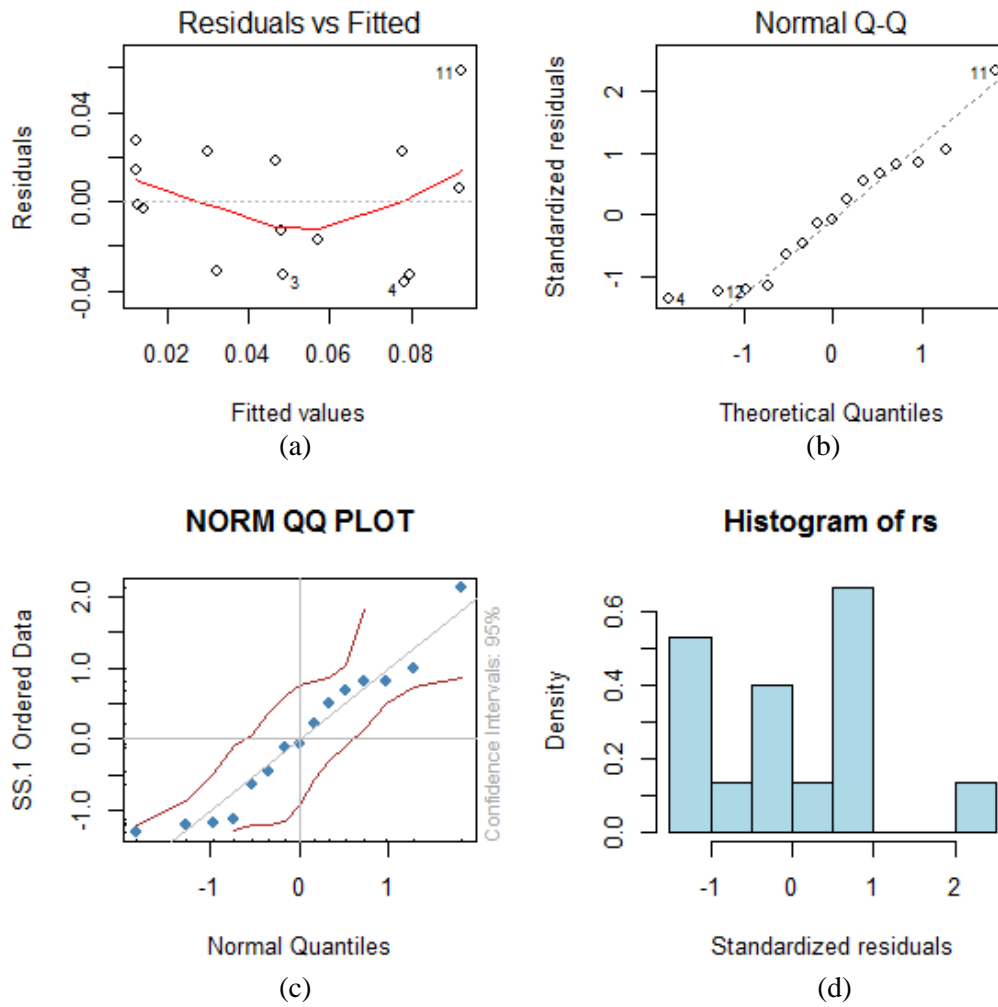 Residuals vs Fitted
Residuals
0.04
0.00
-0.04
11
3
4
0.02
0.04
0.06
0.08
Fitted values
(a)
Normal Q-Q
Standardized residuals
2
1
0
-1
11
4
12
-1
0
1
Theoretical Quantiles
(b)
NORM QQ PLOT
SS.1 Ordered Data
2.0
1.0
0.0
-1.0
Confidence Intervals: 95%
-1
0
1
Normal Quantiles
(c)
Histogram of rs
Density
0.6
0.4
0.2
0.0
-1
0
1
2
Standardized residuals
(d)